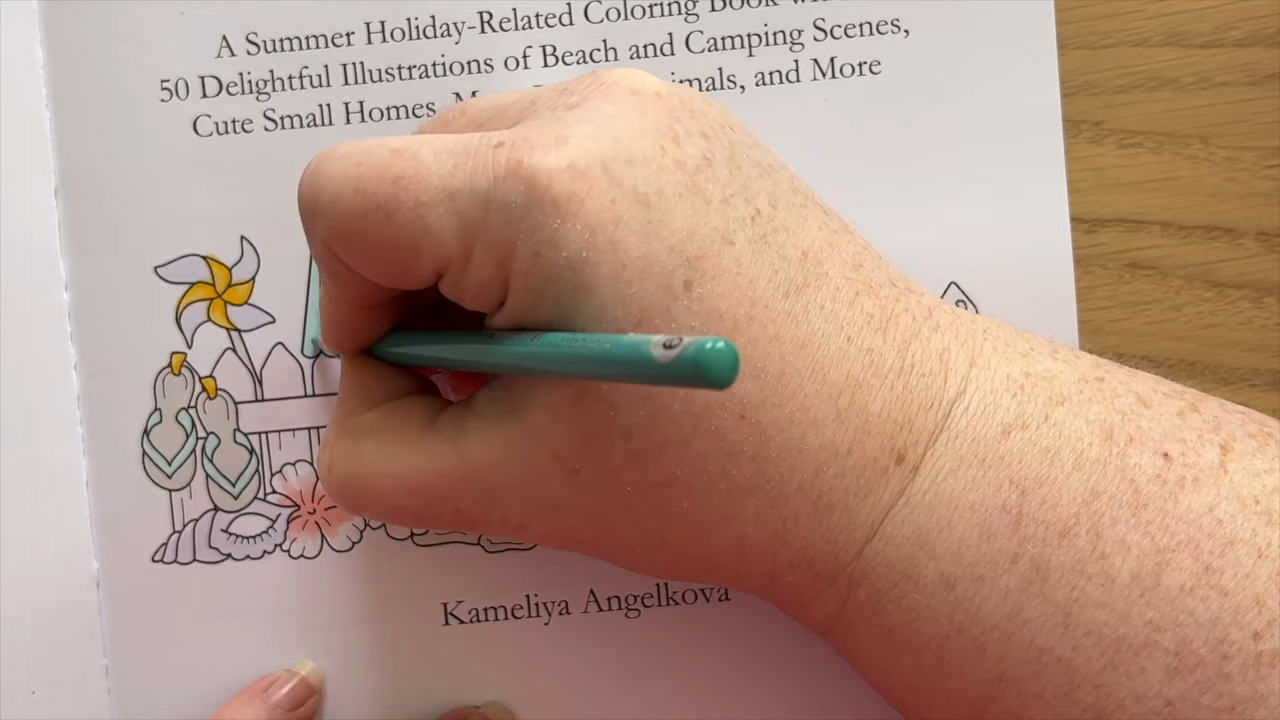 A Summer Holiday-Related Coloring Book
50 Delightful Illustrations of Beach and Camping Scenes,
Cute Small Homes, and More
Kameliya Angelkova